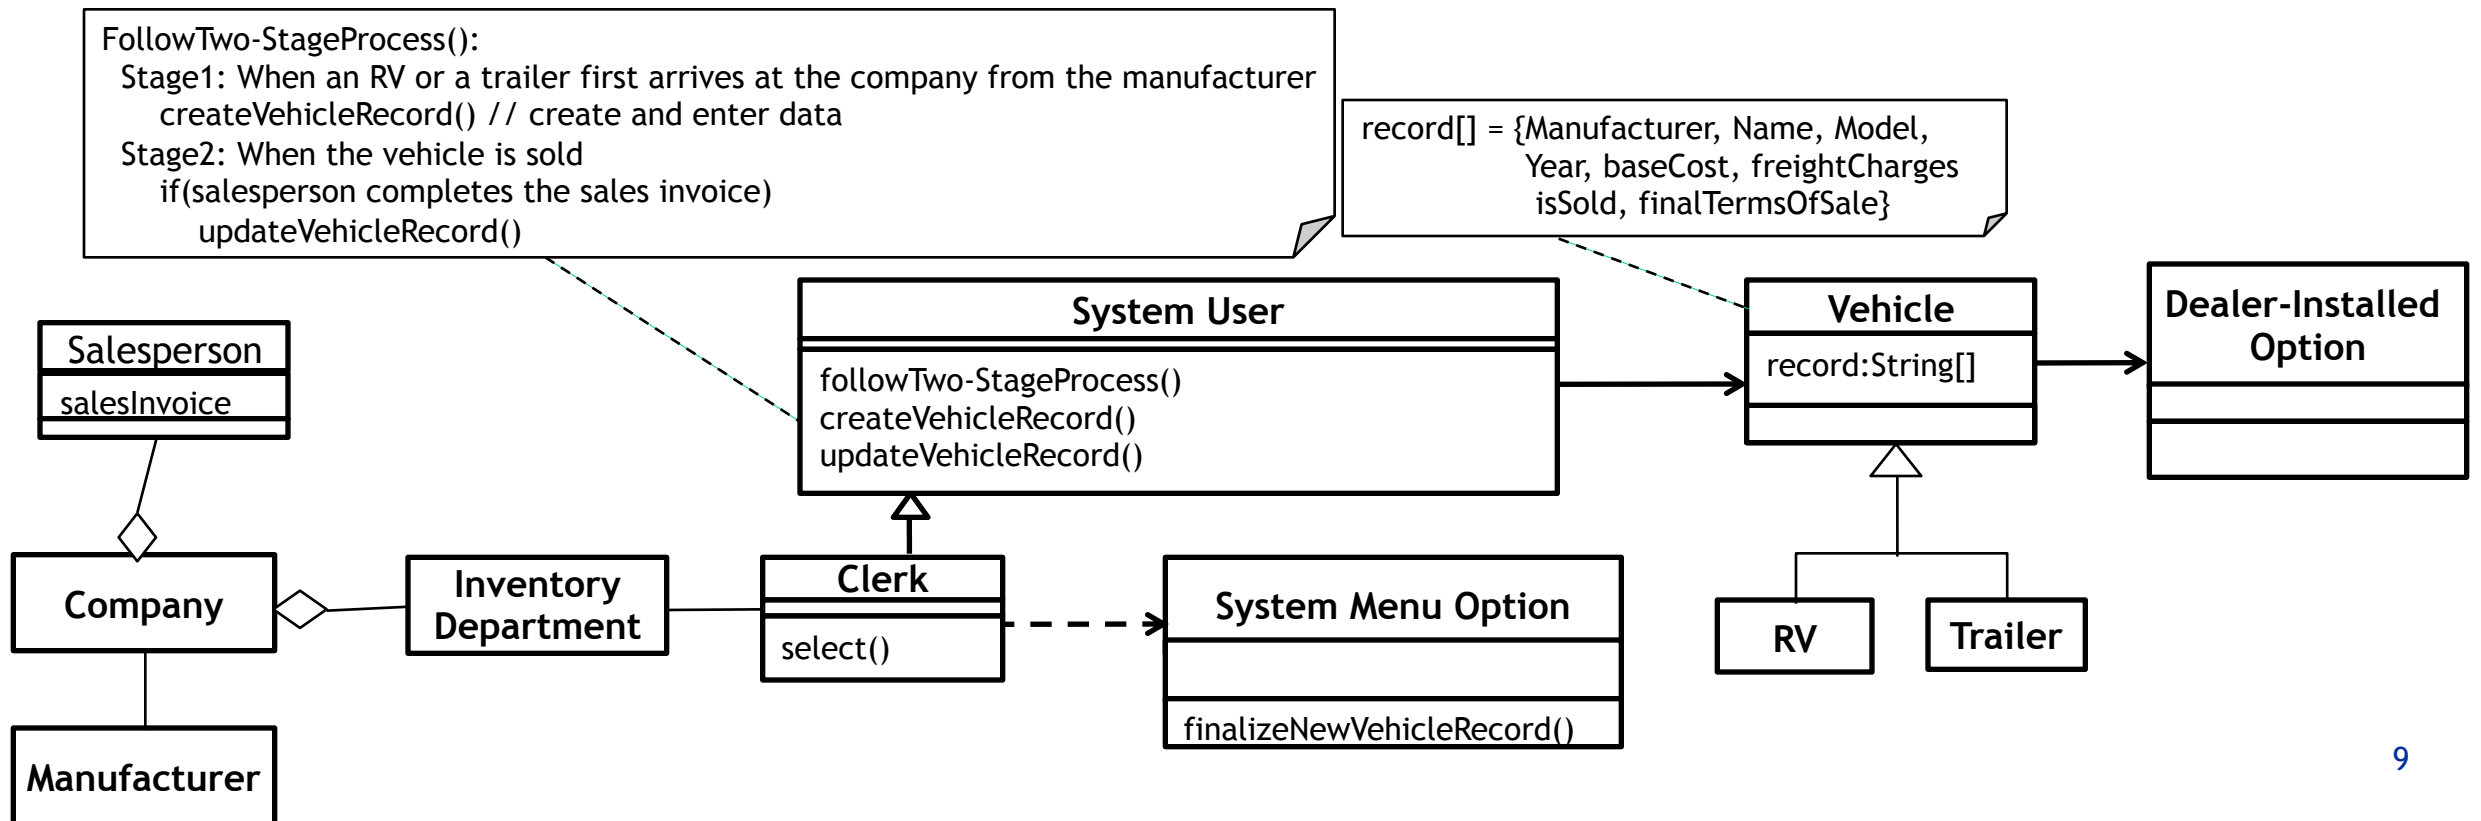 FollowTwo-StageProcess():
Stage1: When an RV or a trailer first arrives at the company from the manufacturer
createVehicleRecord() // create and enter data
Stage2: When the vehicle is sold
if(salesperson completes the sales invoice)
updateVehicleRecord()
record[] = {Manufacturer, Name, Model,
Year, baseCost, freightCharges
isSold, finalTermsOfSale}
Salesperson
salesInvoice
System User
followTwo-StageProcess()
createVehicleRecord()
updateVehicleRecord()
Vehicle
record:String[]
Dealer-Installed
Option
Company
Inventory
Department
Clerk
select()
System Menu Option
finalizeNewVehicleRecord()
RV
Trailer
Manufacturer
9